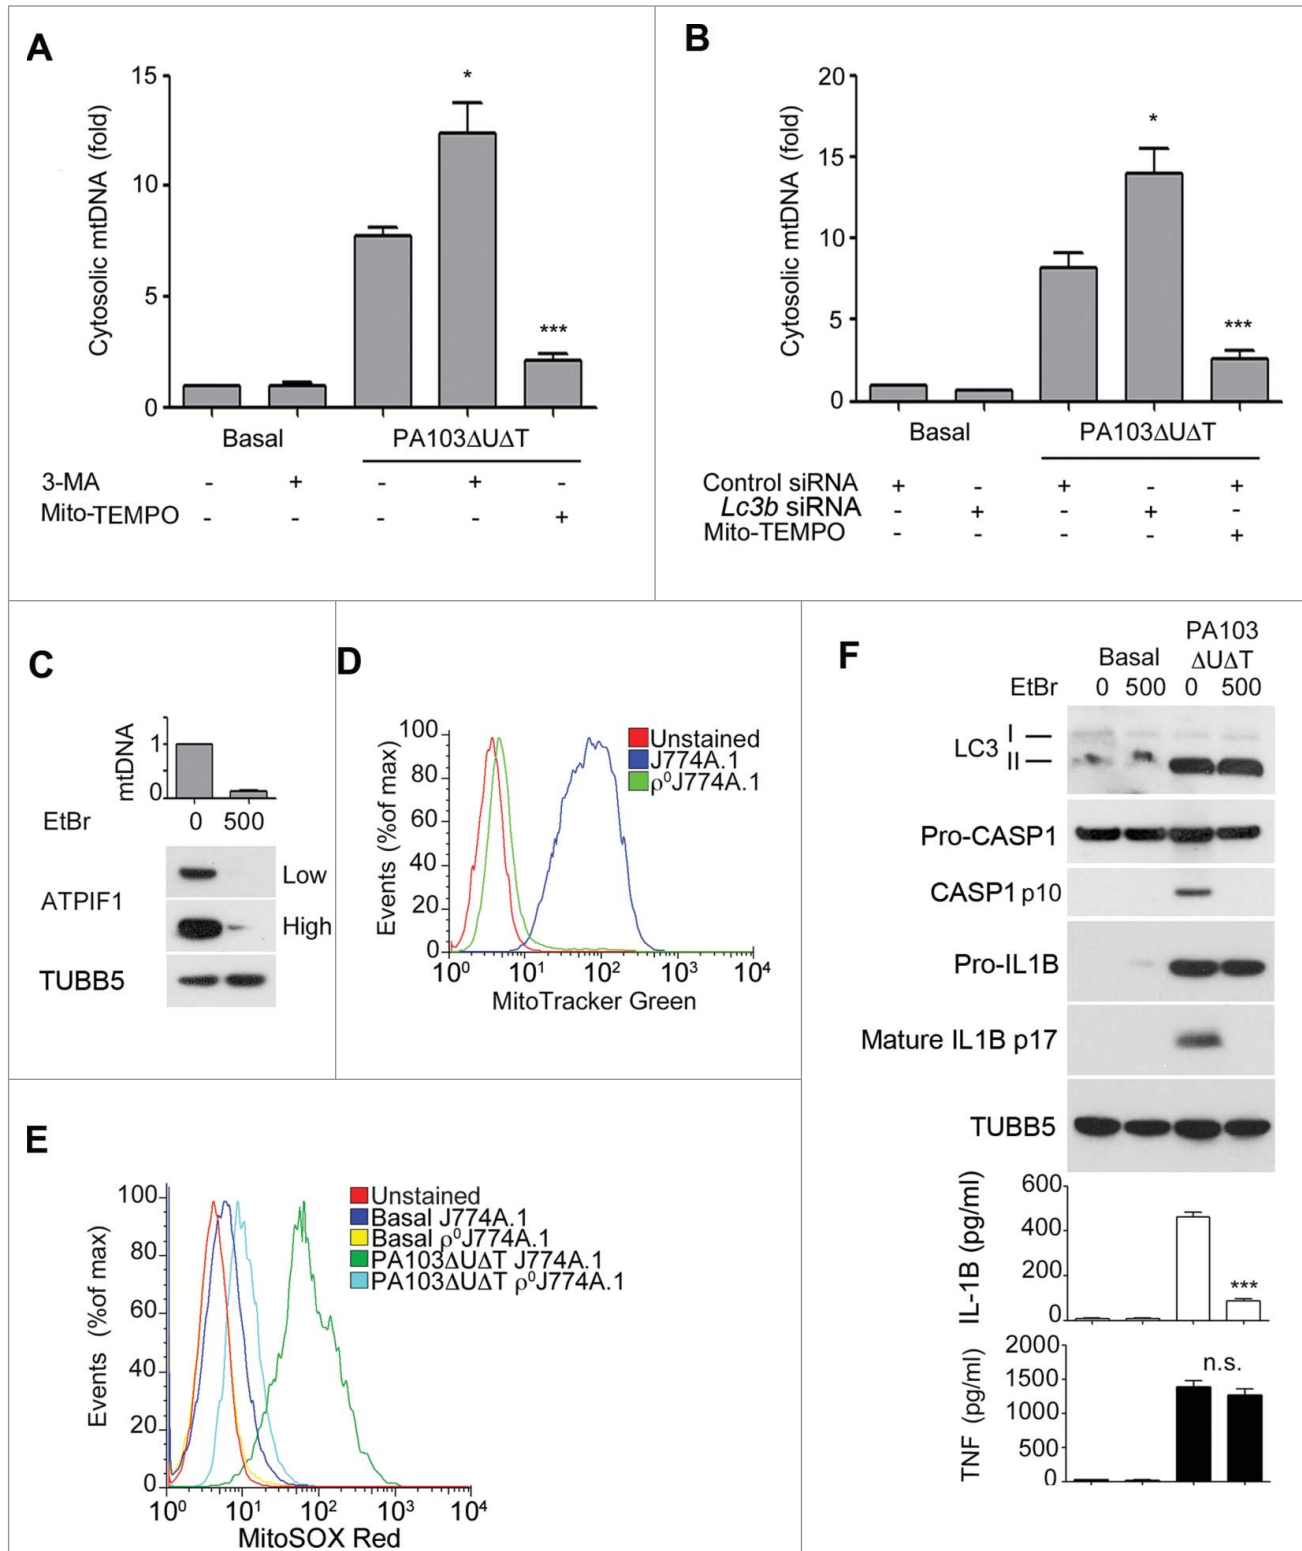 A
Cytosolic mtDNA (fold)
15
10
5
0
*
***
Basal
PA103ΔUΔT
3-MA - + - + -
Mito-TEMPO - - - - +
B
Cytosolic mtDNA (fold)
20
15
10
5
0
*
***
Basal
PA103ΔUΔT
Control siRNA + - + - +
Lc3b siRNA - + - + -
Mito-TEMPO - - - - +
C
mtDNA
1
0
EtBr 0 500
ATPIF1
Low
High
TUBB5
D
Events (%of max)
100
80
60
40
20
0
10⁰ 10¹ 10² 10³ 10⁴
MitoTracker Green
Unstained
J774A.1
ρ⁰J774A.1
E
Events (%of max)
100
80
60
40
20
0
10⁰ 10¹ 10² 10³ 10⁴
MitoSOX Red
Unstained
Basal J774A.1
Basal ρ⁰J774A.1
PA103ΔUΔT J774A.1
PA103ΔUΔT ρ⁰J774A.1
F
Basal
PA103
ΔUΔT
EtBr 0 500 0 500
LC3
I
II
Pro-CASP1
CASP1 p10
Pro-IL1B
Mature IL1B p17
TUBB5
IL-1B (pg/ml)
600
400
200
0
***
TNF (pg/ml)
2000
1500
1000
500
0
n.s.